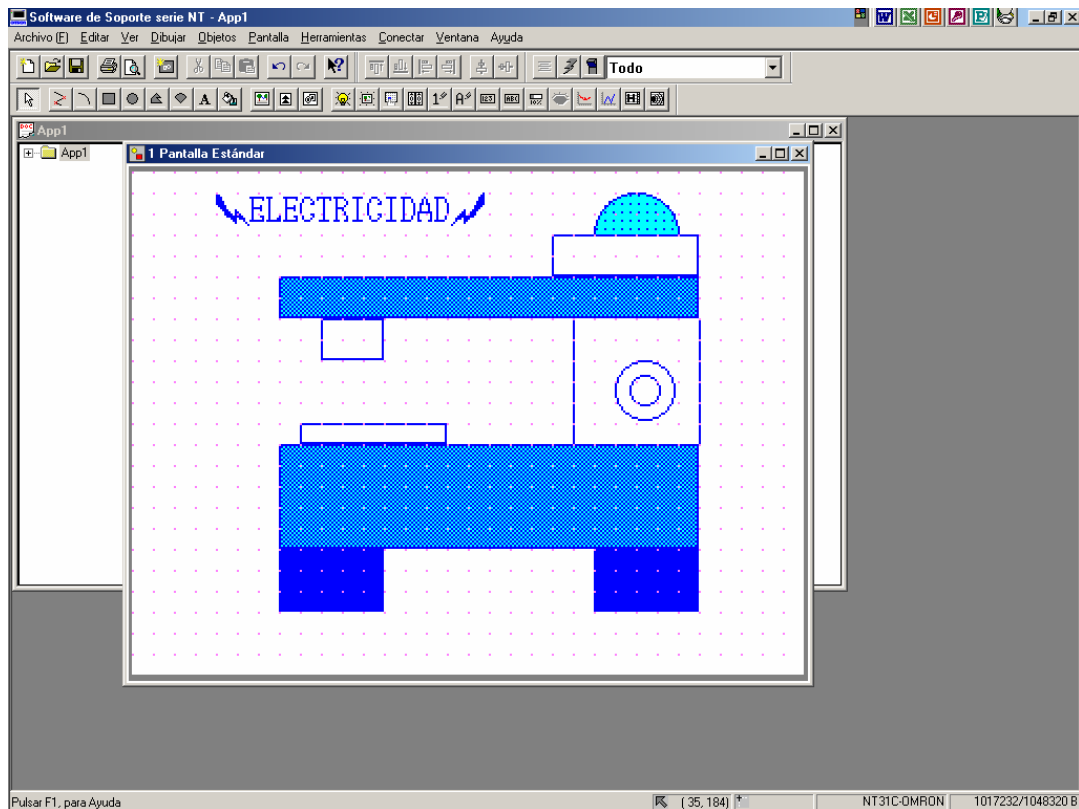 Software de Soporte serie NT - App1
Archivo (F) Editar Ver Dibujar Objetos Pantalla Herramientas Conectar Ventana Ayuda
Todo
App1
App1
1 Pantalla Estándar
ELECTRICIDAD
Pulsar F1, para Ayuda
( 35, 184)
NT31C-OMRON
1017232/1048320 B